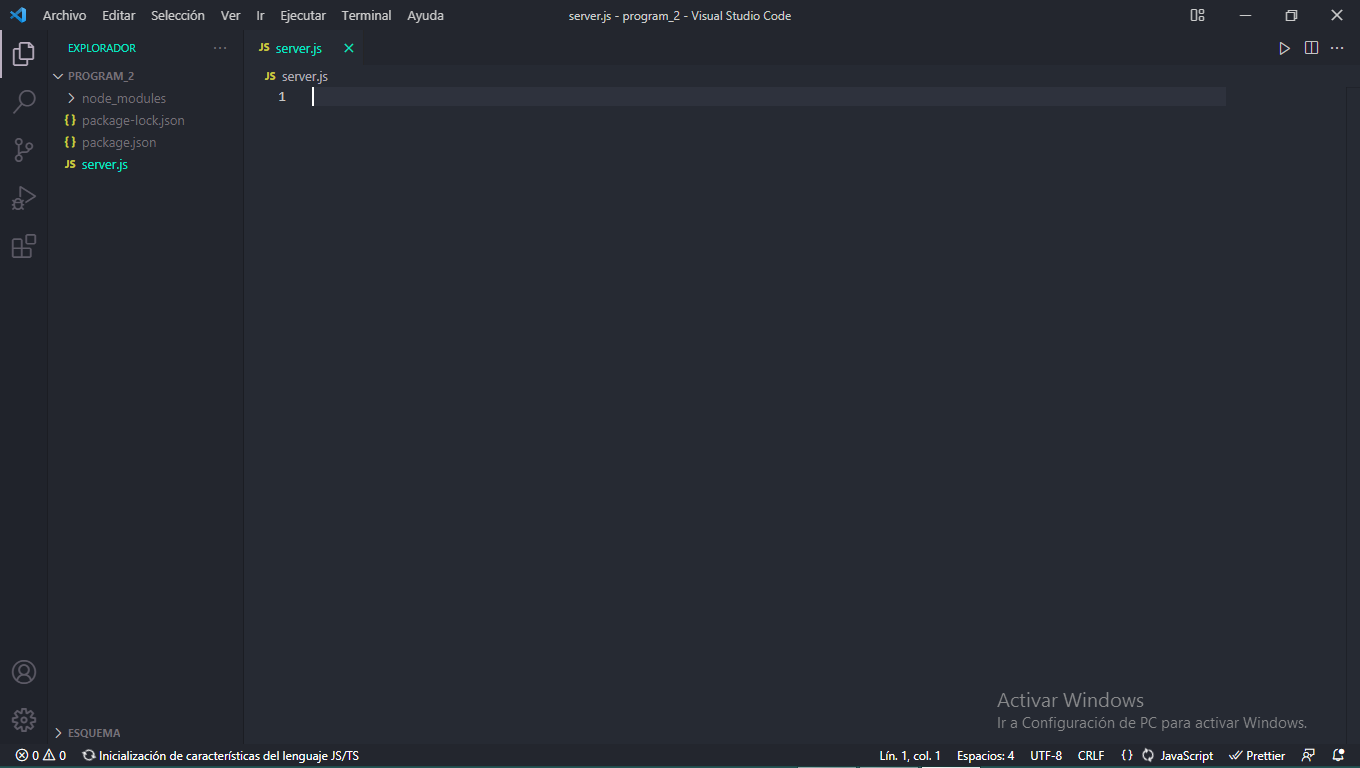 Archivo Editar Selección Ver Ir Ejecutar Terminal Ayuda server.js - program_2 - Visual Studio Code
EXPLORADOR
JS server.js
PROGRAM_2
JS server.js
node_modules
1
{} package-lock.json
{} package.json
JS server.js
Activar Windows
Ir a Configuración de PC para activar Windows.
ESQUEMA
0 0 Inicialización de características del lenguaje JS/TS Lín. 1, col. 1 Espacios: 4 UTF-8 CRLF {} JavaScript Prettier